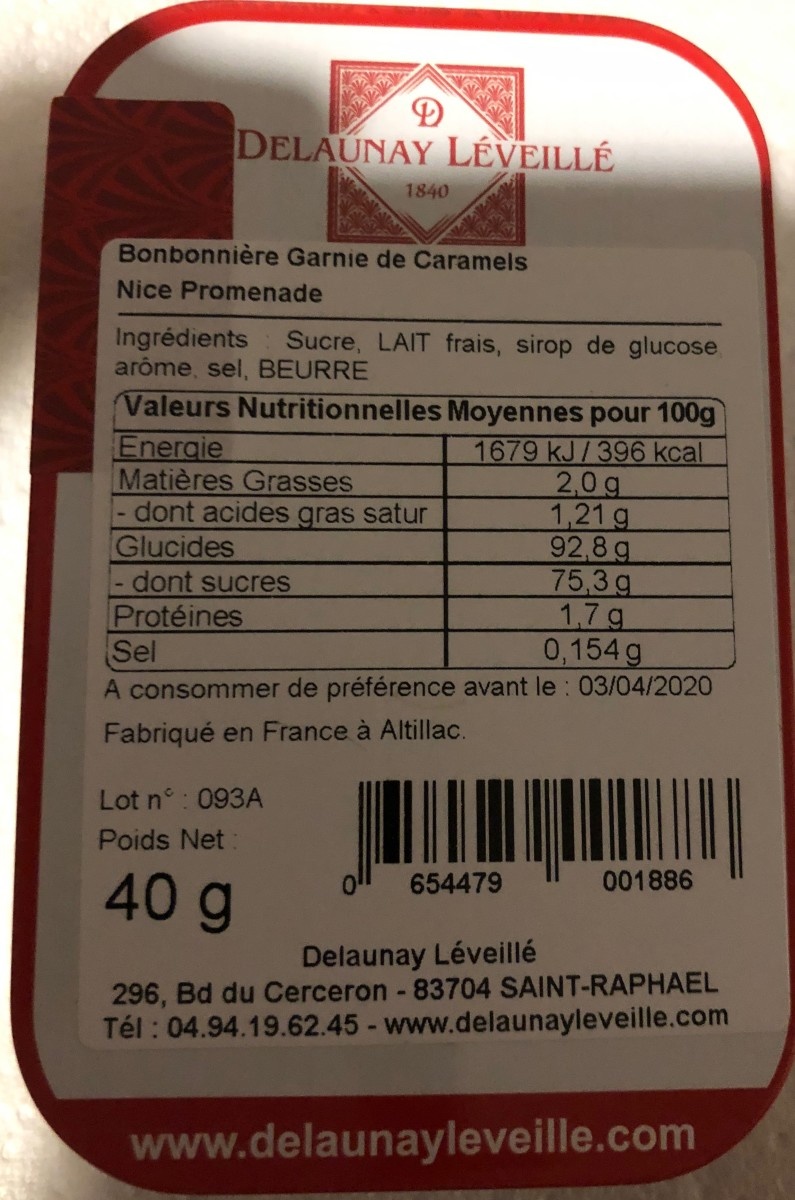 D
DELAUNAY LÉVEILLÉ
1840
Bonbonnière Garnie de Caramels
Nice Promenade
Ingrédients : Sucre, LAIT frais, sirop de glucose,
arôme, sel, BEURRE
Valeurs Nutritionnelles Moyennes pour 100g
Energie 1679 kJ / 396 kcal
Matières Grasses 2,0 g
- dont acides gras satur 1,21 g
Glucides 92,8 g
- dont sucres 75,3 g
Protéines 1,7 g
Sel 0,154 g
A consommer de préférence avant le : 03/04/2020
Fabriqué en France à Altillac.
Lot n° : 093A
Poids Net :
40 g
0 654479 001886
Delaunay Léveillé
296, Bd du Cerceron - 83704 SAINT-RAPHAEL
Tél : 04.94.19.62.45 - www.delaunayleveille.com
www.delaunayleveille.com